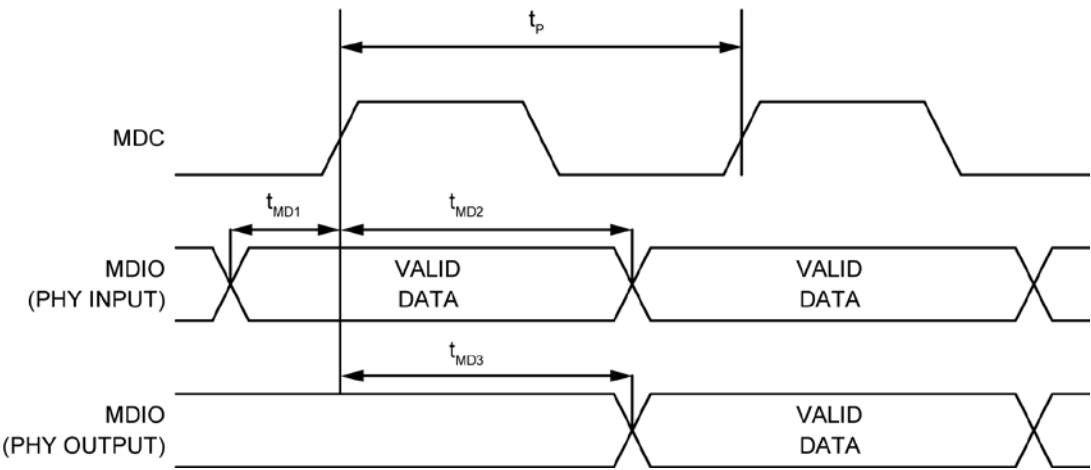 tP
MDC
tMD1
tMD2
MDIO
(PHY INPUT)
VALID
DATA
VALID
DATA
tMD3
MDIO
(PHY OUTPUT)
VALID
DATA